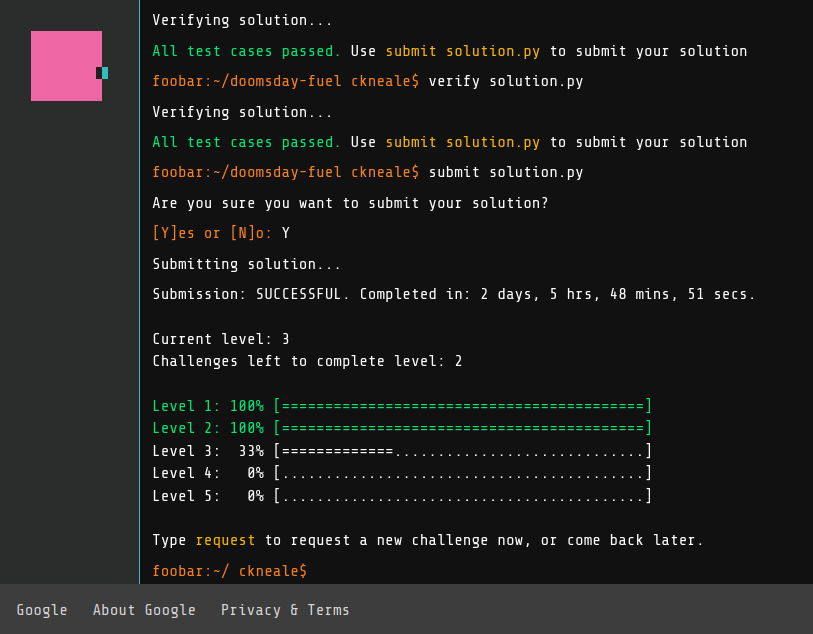 Verifying solution...
All test cases passed. Use submit solution.py to submit your solution
foobar:~/doomsday-fuel ckneale$ verify solution.py
Verifying solution...
All test cases passed. Use submit solution.py to submit your solution
foobar:~/doomsday-fuel ckneale$ submit solution.py
Are you sure you want to submit your solution?
[Y]es or [N]o: Y
Submitting solution...
Submission: SUCCESSFUL. Completed in: 2 days, 5 hrs, 48 mins, 51 secs.
Current level: 3
Challenges left to complete level: 2
Level 1: 100% [==========================================]
Level 2: 100% [==========================================]
Level 3:  33% [=============.............................]
Level 4:   0% [..........................................]
Level 5:   0% [..........................................]
Type request to request a new challenge now, or come back later.
foobar:~/ ckneale$
Google About Google Privacy & Terms